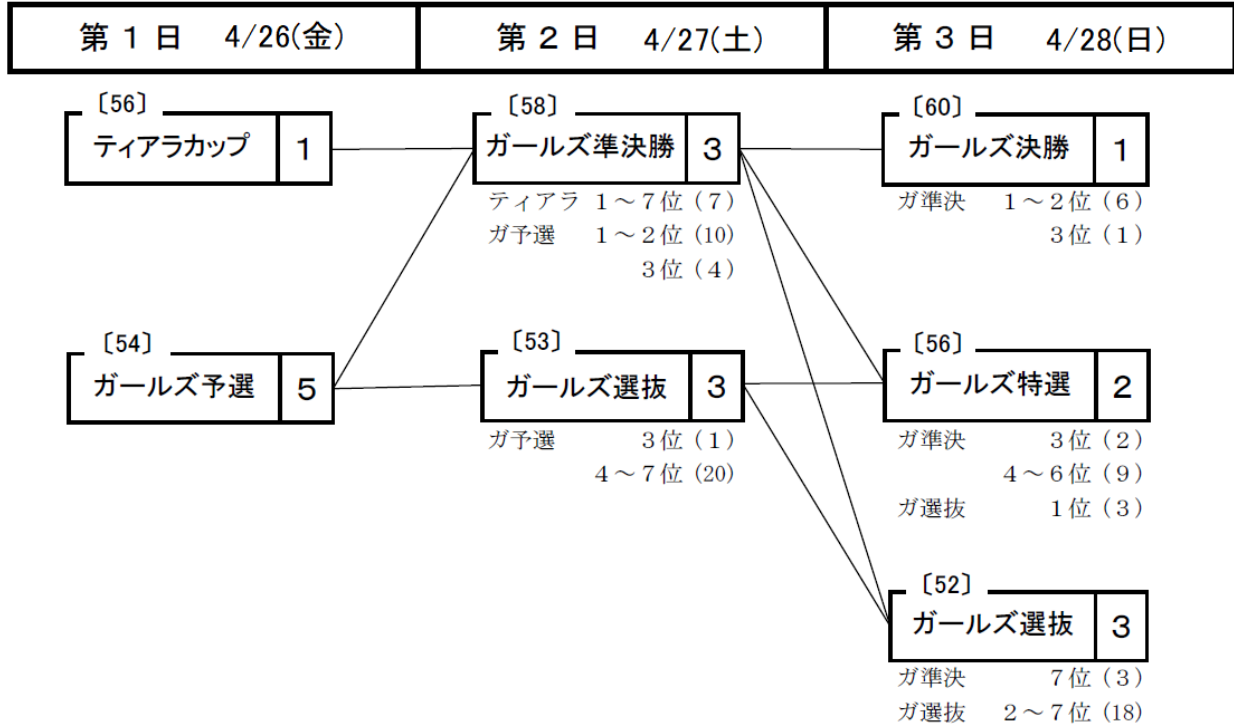 第 1 日 4/26(金)
第 2 日 4/27(土)
第 3 日 4/28(日)
〔56〕
ティアラカップ 1
〔54〕
ガールズ予選 5
〔58〕
ガールズ準決勝 3
ティアラ 1～7位(7)
ガ予選 1～2位(10)
3位(4)
〔53〕
ガールズ選抜 3
ガ予選 3位(1)
4～7位(20)
〔60〕
ガールズ決勝 1
ガ準決 1～2位(6)
3位(1)
〔56〕
ガールズ特選 2
ガ準決 3位(2)
4～6位(9)
ガ選抜 1位(3)
〔52〕
ガールズ選抜 3
ガ準決 7位(3)
ガ選抜 2～7位(18)